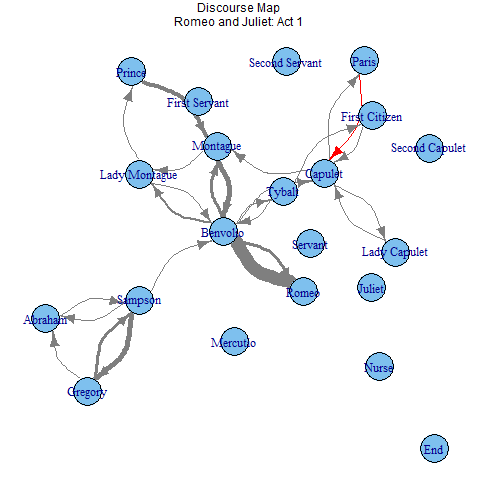 Discourse Map
Romeo and Juliet: Act 1
Second Servant
Paris
Prince
First Servant
First Citizen
Montague
Second Capulet
Lady Montague
Capulet
Tybalt
Benvolio
Servant
Lady Capulet
Romeo
Juliet
Sampson
Abraham
Mercutio
Nurse
Gregory
End